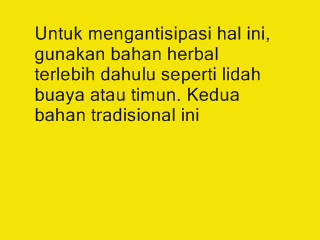 Untuk mengantisipasi hal ini,
gunakan bahan herbal
terlebih dahulu seperti lidah
buaya atau timun. Kedua
bahan tradisional ini